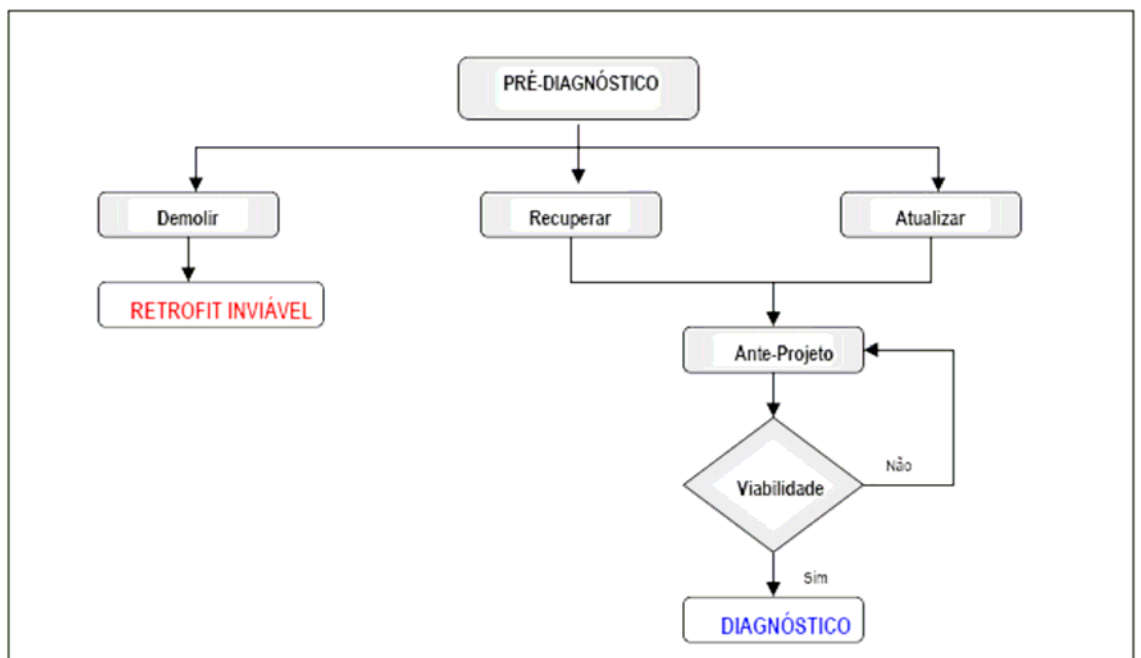 PRÉ-DIAGNÓSTICO
Demolir
Recuperar
Atualizar
RETROFIT INVIÁVEL
Ante-Projeto
Não
Viabilidade
Sim
DIAGNÓSTICO